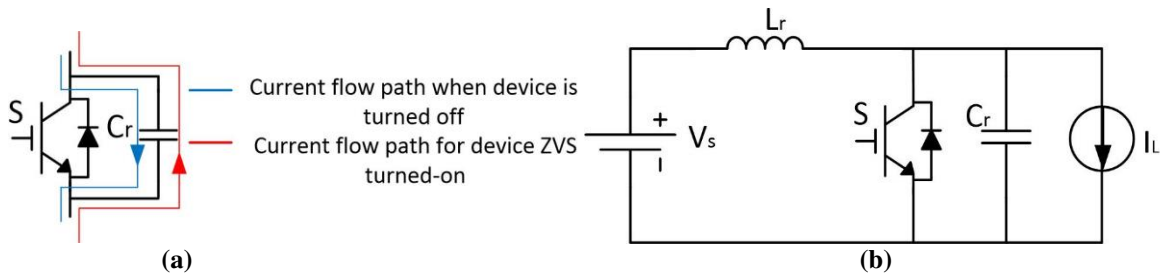 S
Cr
Current flow path when device is
turned off
Current flow path for device ZVS
turned-on
(a)
Lr
+
Vs
S
Cr
IL
(b)